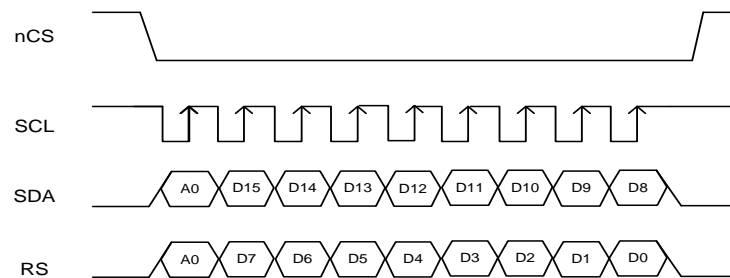 nCS
SCL
SDA A0 D15 D14 D13 D12 D11 D10 D9 D8
RS A0 D7 D6 D5 D4 D3 D2 D1 D0